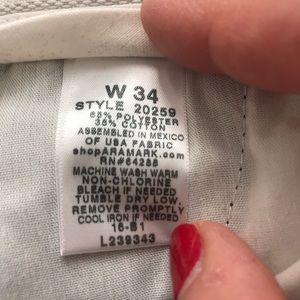 W 34
STYLE 20259
65% POLYESTER
35% COTTON
ASSEMBLED IN MEXICO
OF USA FABRIC
shopARAMARK.com
RN#64288
MACHINE WASH WARM
NON-CHLORINE
BLEACH IF NEEDED
TUMBLE DRY LOW.
REMOVE PROMPTLY
COOL IRON IF NEEDED
16-B1
L239343